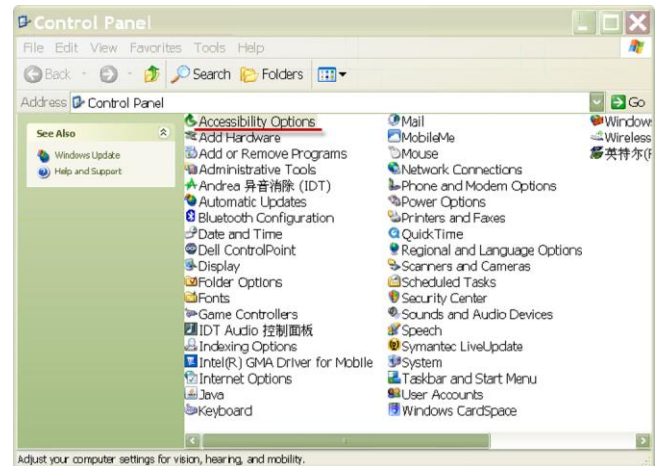 Control Panel
File Edit View Favorites Tools Help
Back Search Folders
Address Control Panel Go
See Also
Windows Update
Help and Support
Accessibility Options
Add Hardware
Add or Remove Programs
Administrative Tools
Andrea 异音消除 (IDT)
Automatic Updates
Bluetooth Configuration
Date and Time
Dell ControlPoint
Display
Folder Options
Fonts
Game Controllers
IDT Audio 控制面板
Indexing Options
Intel(R) GMA Driver for Mobile
Internet Options
Java
Keyboard
Mail
MobileMe
Mouse
Network Connections
Phone and Modem Options
Power Options
Printers and Faxes
QuickTime
Regional and Language Options
Scanners and Cameras
Scheduled Tasks
Security Center
Sounds and Audio Devices
Speech
Symantec LiveUpdate
System
Taskbar and Start Menu
User Accounts
Windows CardSpace
Window
Wireless
英特尔(
Adjust your computer settings for vision, hearing, and mobility.